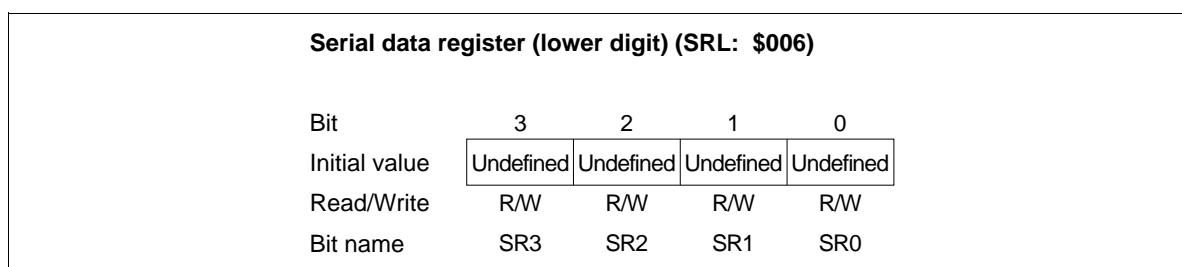 Serial data register (lower digit) (SRL: $006)
Bit 3 2 1 0
Initial value Undefined Undefined Undefined Undefined
Read/Write R/W R/W R/W R/W
Bit name SR3 SR2 SR1 SR0